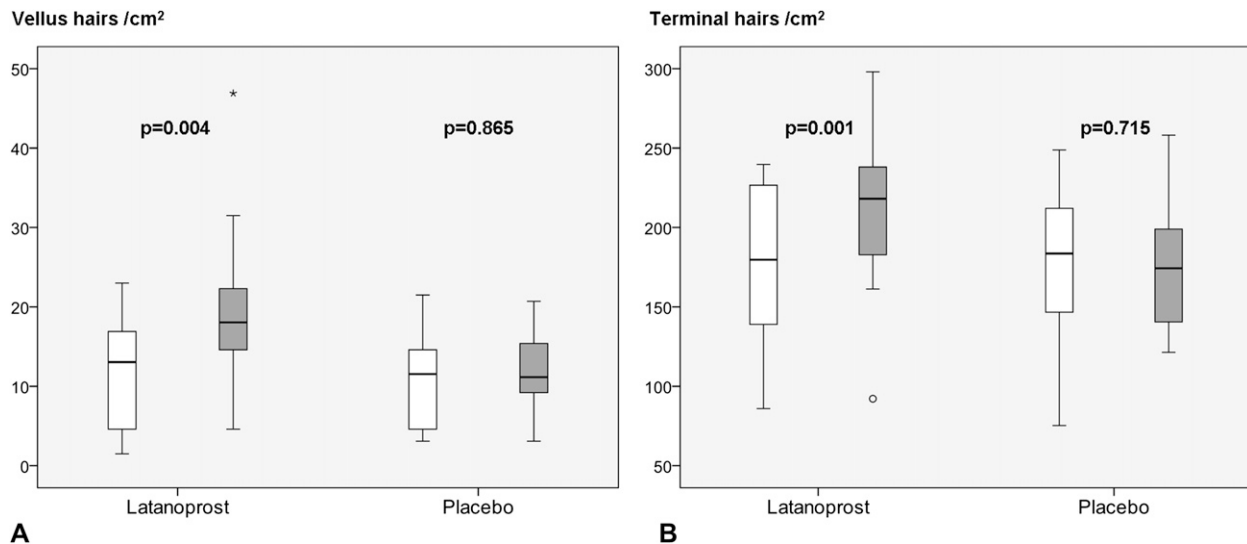 Vellus hairs /cm²
50
40
30
20
10
0
p=0.004
p=0.865
*
Latanoprost
Placebo
A
Terminal hairs /cm²
300
250
200
150
100
50
p=0.001
p=0.715
Latanoprost
Placebo
B